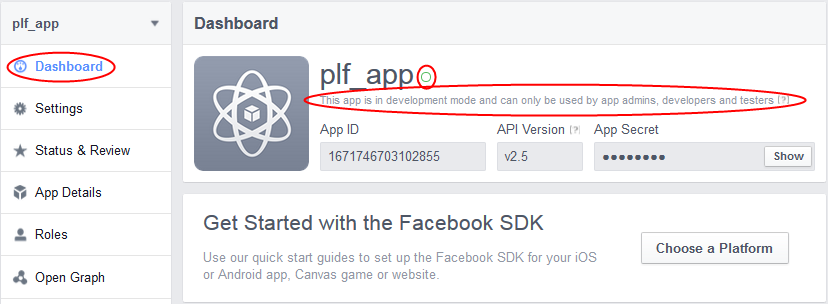 plf_app
Dashboard
Settings
Status & Review
App Details
Roles
Open Graph
Dashboard
plf_app
This app is in development mode and can only be used by app admins, developers and testers [?]
App ID
API Version [?]
App Secret
1671746703102855
v2.5
●●●●●●●●
Show
Get Started with the Facebook SDK
Use our quick start guides to set up the Facebook SDK for your iOS
or Android app, Canvas game or website.
Choose a Platform